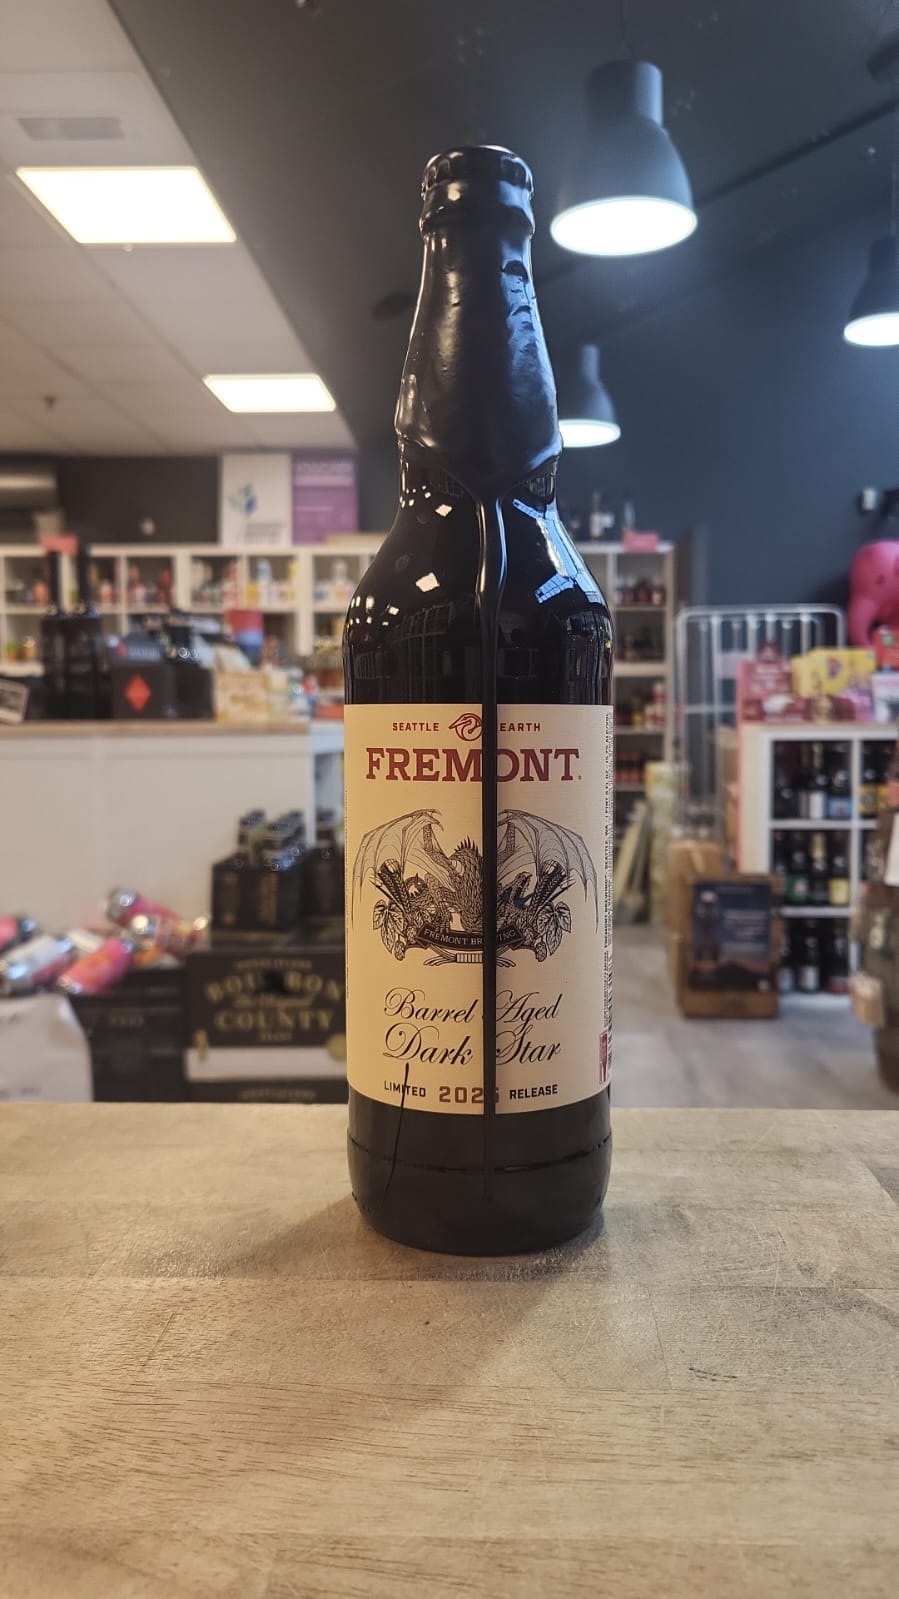 SEATTLE EARTH
FREMONT
FREMONT BREWING
Barrel Aged
Dark Star
LIMITED 2025 RELEASE
BOURBON
COUNTY